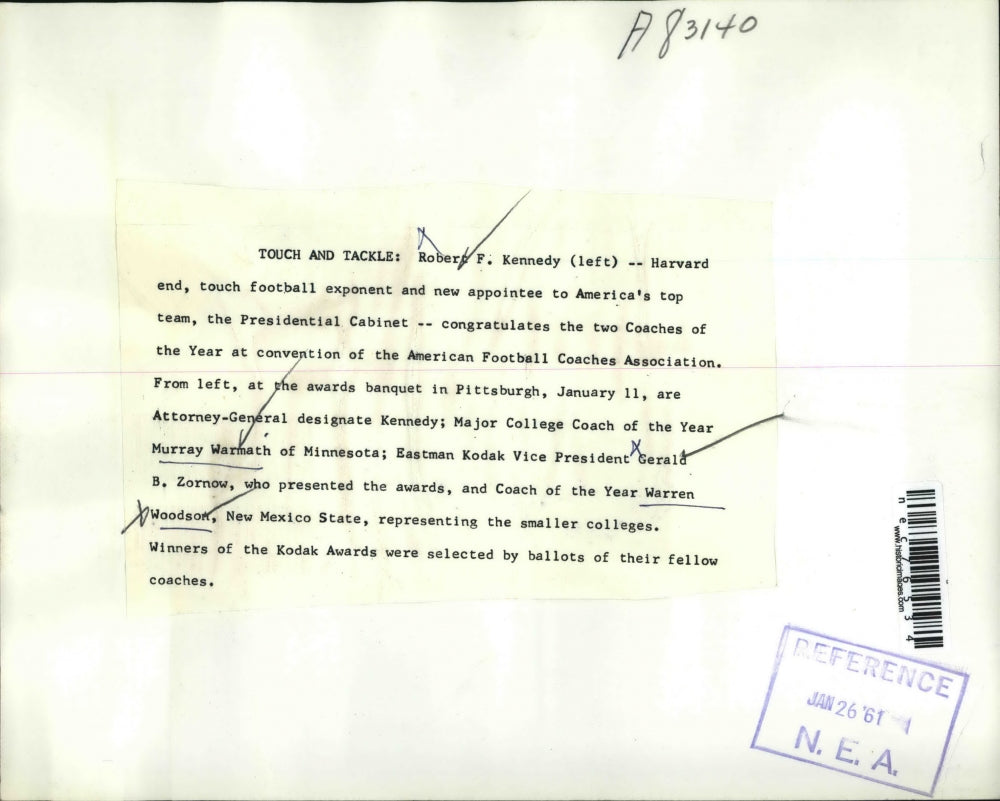 A 83140
TOUCH AND TACKLE: Robert F. Kennedy (left) -- Harvard
end, touch football exponent and new appointee to America's top
team, the Presidential Cabinet -- congratulates the two Coaches of
the Year at convention of the American Football Coaches Association.
From left, at the awards banquet in Pittsburgh, January 11, are
Attorney-General designate Kennedy; Major College Coach of the Year
Murray Warmath of Minnesota; Eastman Kodak Vice President Gerald
B. Zornow, who presented the awards, and Coach of the Year Warren
Woodson, New Mexico State, representing the smaller colleges.
Winners of the Kodak Awards were selected by ballots of their fellow
coaches.
www.historicimages.com
nec76534
REFERENCE
JAN 26 '61
N. E. A.